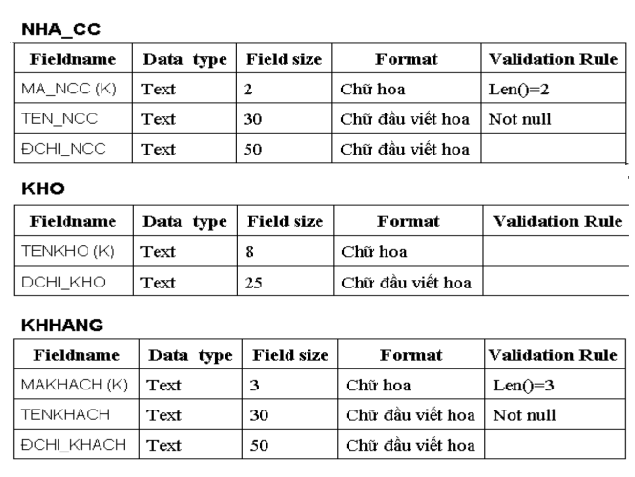 NHA_CC
Fieldname Data type Field size Format Validation Rule
MA_NCC (K) Text 2 Chữ hoa Len()=2
TEN_NCC Text 30 Chữ đầu viết hoa Not null
ĐCHI_NCC Text 50 Chữ đầu viết hoa
KHO
Fieldname Data type Field size Format Validation Rule
TENKHO (K) Text 8 Chữ hoa
DCHI_KHO Text 25 Chữ đầu viết hoa
KHHANG
Fieldname Data type Field size Format Validation Rule
MAKHACH (K) Text 3 Chữ hoa Len()=3
TENKHACH Text 30 Chữ đầu viết hoa Not null
ĐCHI_KHACH Text 50 Chữ đầu viết hoa